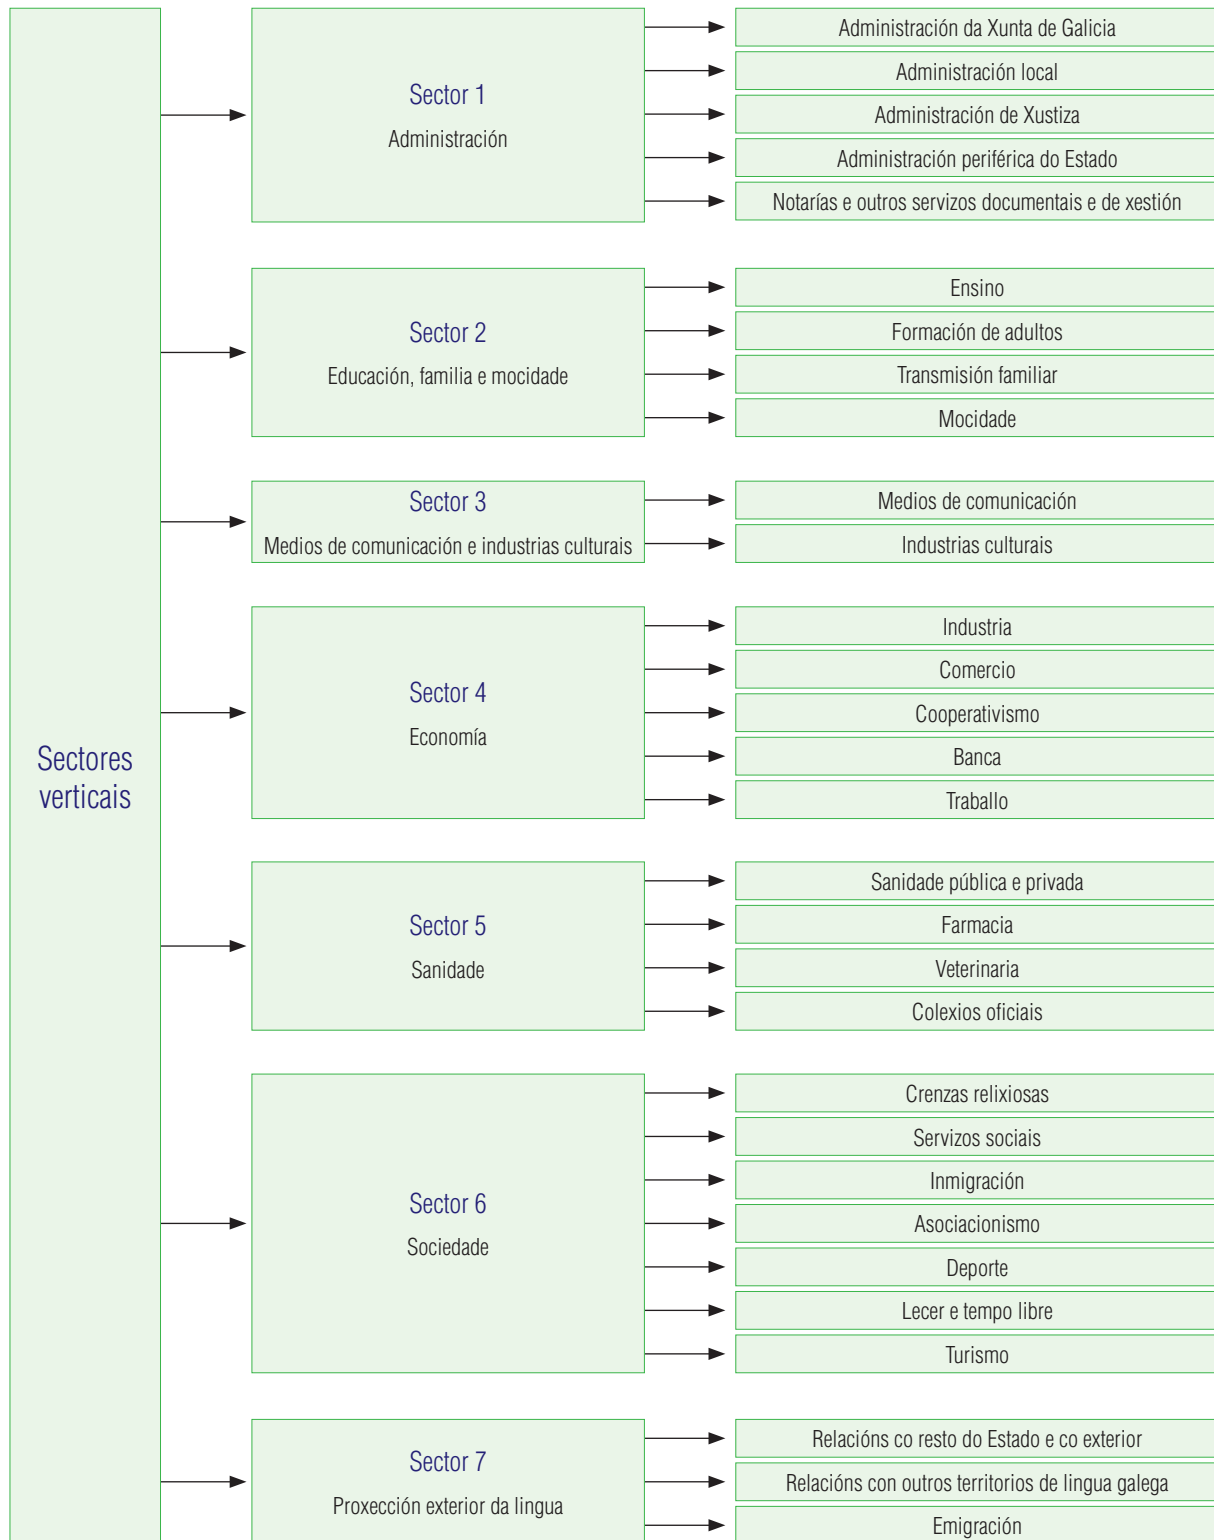 Sectores
verticais
Sector 1
Administración
Administración da Xunta de Galicia
Administración local
Administración de Xustiza
Administración periférica do Estado
Notarías e outros servizos documentais e de xestión
Sector 2
Educación, familia e mocidade
Ensino
Formación de adultos
Transmisión familiar
Mocidade
Sector 3
Medios de comunicación e industrias culturais
Medios de comunicación
Industrias culturais
Sector 4
Economía
Industria
Comercio
Cooperativismo
Banca
Traballo
Sector 5
Sanidade
Sanidade pública e privada
Farmacia
Veterinaria
Colexios oficiais
Sector 6
Sociedade
Crenzas relixiosas
Servizos sociais
Inmigración
Asociacionismo
Deporte
Lecer e tempo libre
Turismo
Sector 7
Proxección exterior da lingua
Relacións co resto do Estado e co exterior
Relacións con outros territorios de lingua galega
Emigración